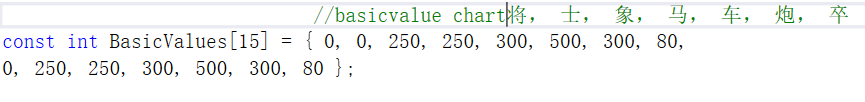 //basicvalue chart将， 士， 象， 马， 车， 炮， 卒
const int BasicValues[15] = { 0, 0, 250, 250, 300, 500, 300, 80,
0, 250, 250, 300, 500, 300, 80 };